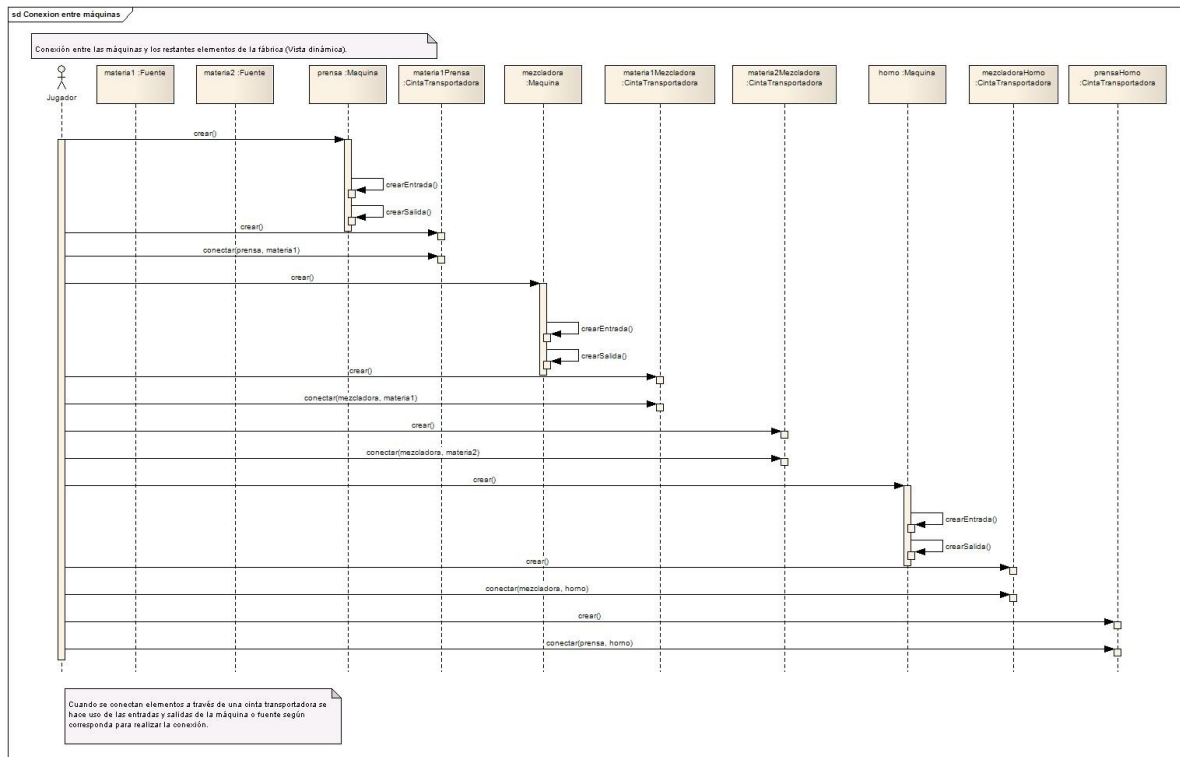 sd Conexion entre máquinas
Conexión entre las máquinas y los restantes elementos de la fábrica (Vista dinámica).
Jugador
materia1 :Fuente
materia2 :Fuente
prensa :Maquina
materia1Prensa
:CintaTransportadora
mezcladora
:Maquina
materia1Mezcladora
:CintaTransportadora
materia2Mezcladora
:CintaTransportadora
horno :Maquina
mezcladoraHorno
:CintaTransportadora
prensaHorno
:CintaTransportadora
crear()
crearEntrada()
crearSalida()
crear()
conectar(prensa, materia1)
crear()
crearEntrada()
crearSalida()
crear()
conectar(mezcladora, materia1)
crear()
conectar(mezcladora, materia2)
crear()
crearEntrada()
crearSalida()
crear()
conectar(mezcladora, horno)
crear()
conectar(prensa, horno)
Cuando se conectan elementos a través de una cinta transportadora se
hace uso de las entradas y salidas de la máquina o fuente según
corresponda para realizar la conexión.